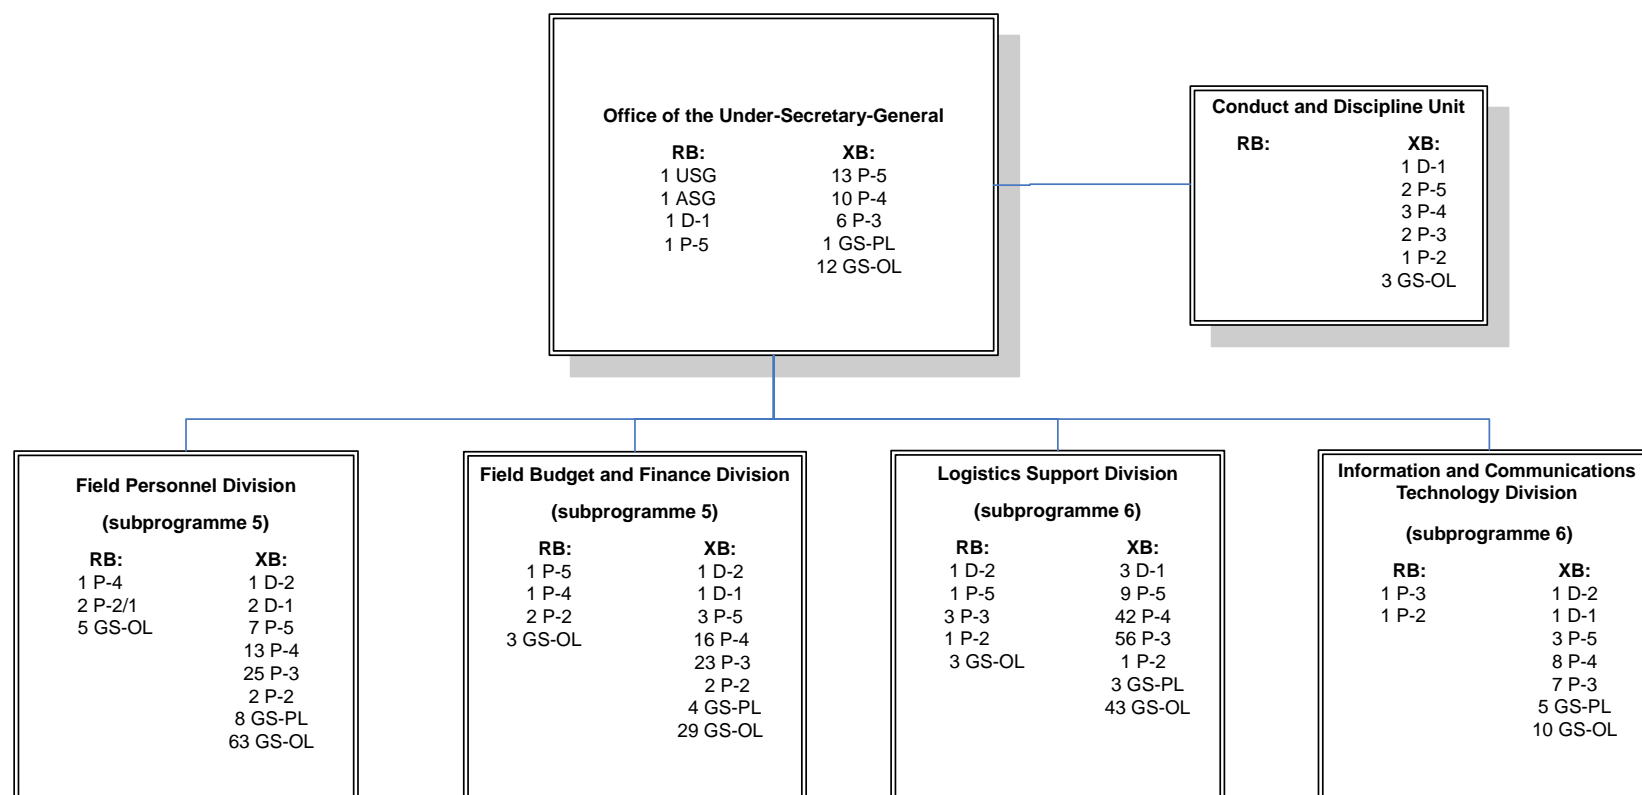 Office of the Under-Secretary-General
RB: XB:
1 USG 13 P-5
1 ASG 10 P-4
1 D-1 6 P-3
1 P-5 1 GS-PL
12 GS-OL
Conduct and Discipline Unit
RB: XB:
1 D-1
2 P-5
3 P-4
2 P-3
1 P-2
3 GS-OL
Field Personnel Division
(subprogramme 5)
RB: XB:
1 P-4 1 D-2
2 P-2/1 2 D-1
5 GS-OL 7 P-5
13 P-4
25 P-3
2 P-2
8 GS-PL
63 GS-OL
Field Budget and Finance Division
(subprogramme 5)
RB: XB:
1 P-5 1 D-2
1 P-4 1 D-1
2 P-2 3 P-5
3 GS-OL 16 P-4
23 P-3
2 P-2
4 GS-PL
29 GS-OL
Logistics Support Division
(subprogramme 6)
RB: XB:
1 D-2 3 D-1
1 P-5 9 P-5
3 P-3 42 P-4
1 P-2 56 P-3
3 GS-OL 1 P-2
3 GS-PL
43 GS-OL
Information and Communications
Technology Division
(subprogramme 6)
RB: XB:
1 P-3 1 D-2
1 P-2 1 D-1
3 P-5
8 P-4
7 P-3
5 GS-PL
10 GS-OL